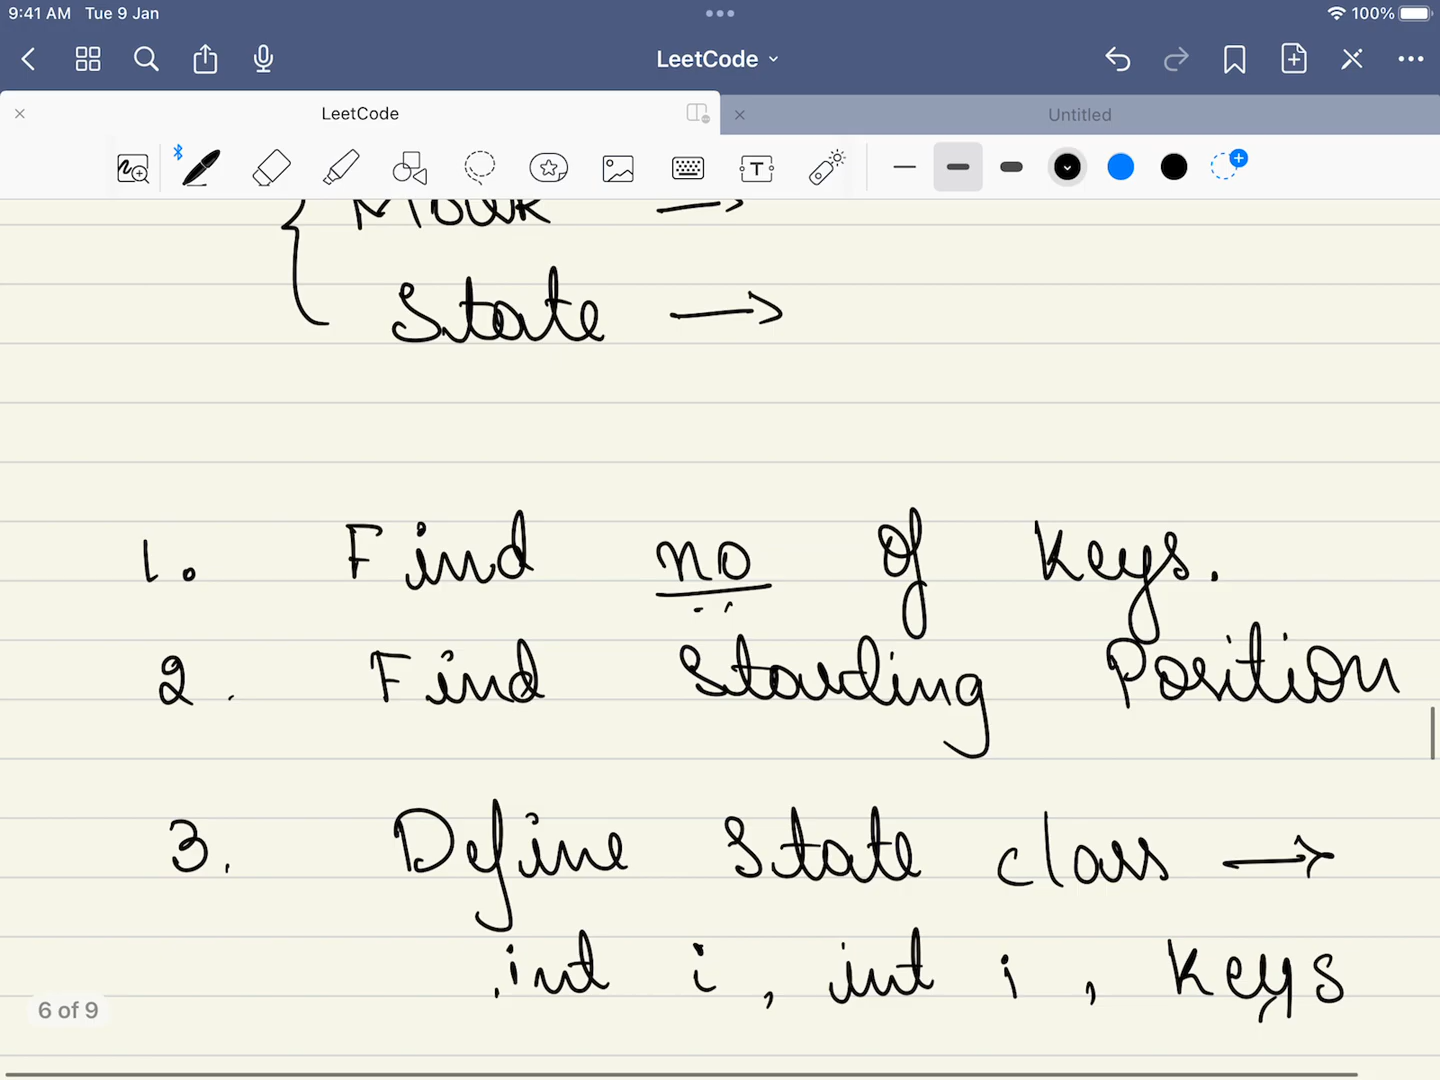 9:41 AM Tue 9 Jan
100%
LeetCode
LeetCode
Untitled
State →
1. Find no of Keys.
2. Find Starting Position
3. Define State class →
int i, int j, Keys
6 of 9